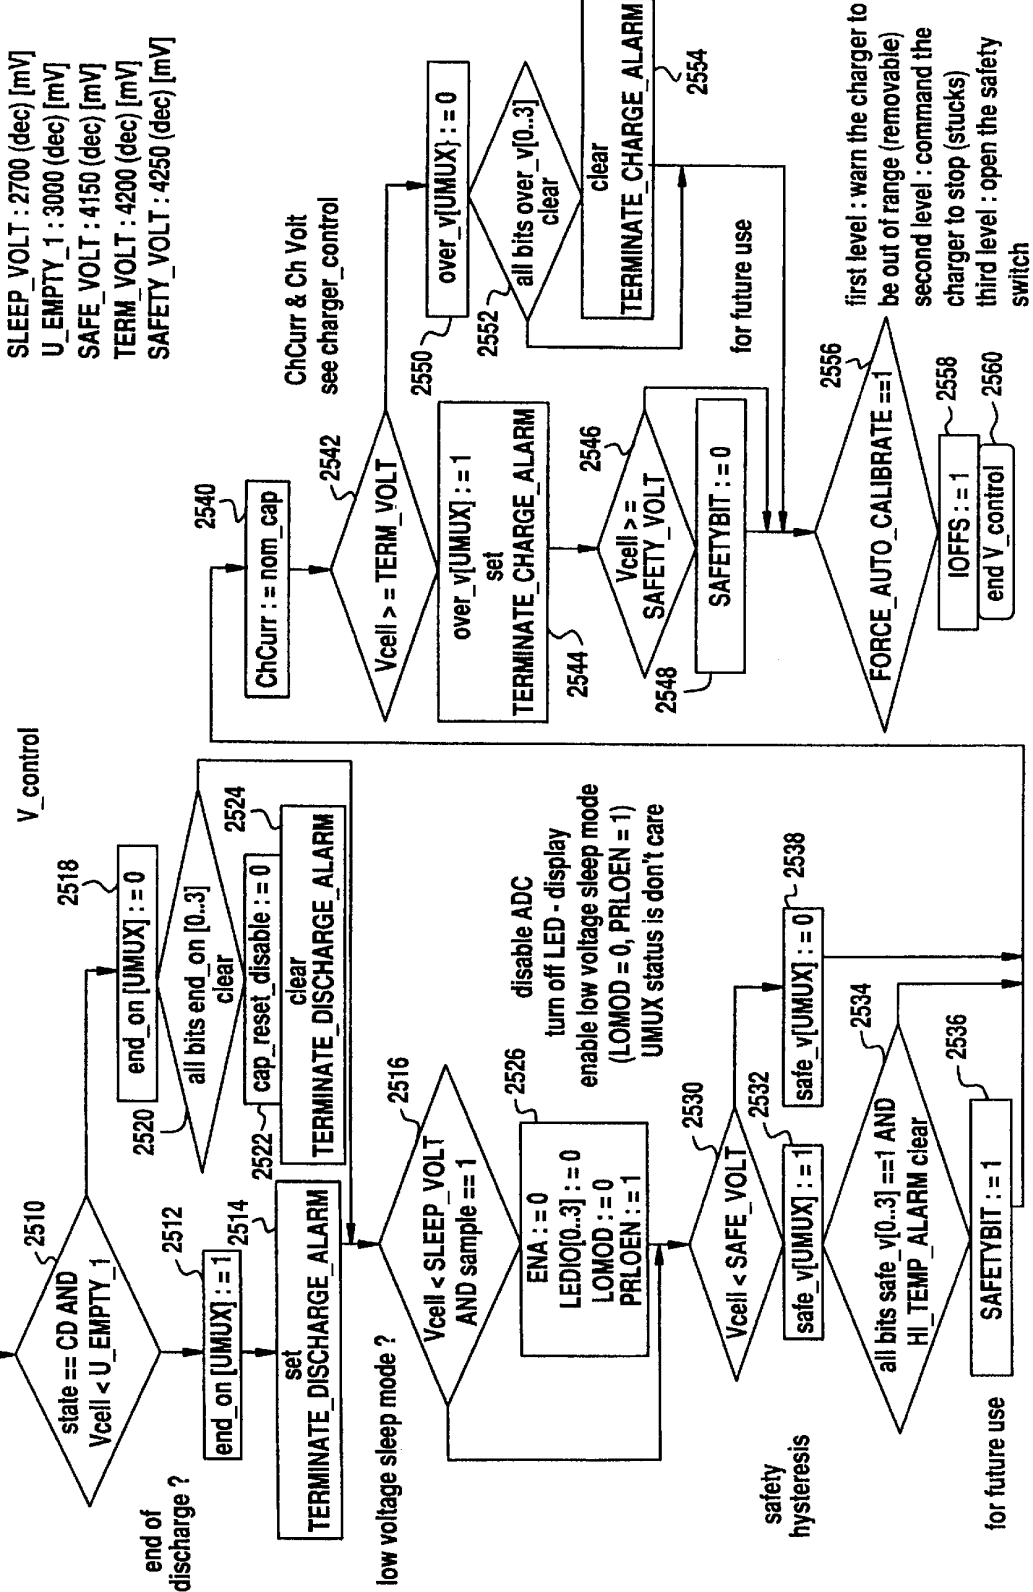 V_control
SLEEP_VOLT : 2700 (dec) [mV]
U_EMPTY_1 : 3000 (dec) [mV]
SAFE_VOLT : 4150 (dec) [mV]
TERM_VOLT : 4200 (dec) [mV]
SAFETY_VOLT : 4250 (dec) [mV]
end of
discharge ?
2510
state == CD AND
Vcell < U_EMPTY_1
2512
end_on [UMUX] : = 1
2514
set
TERMINATE_DISCHARGE_ALARM
2518
end_on [UMUX] : = 0
2520
all bits end_on [0..3]
clear
2522
cap_reset_disable : = 0
2524
clear
TERMINATE_DISCHARGE_ALARM
low voltage sleep mode ?
2516
Vcell < SLEEP_VOLT
AND sample == 1
2526
ENA : = 0
LEDIO[0..3] : = 0
LOMOD : = 0
PRLOEN : = 1
disable ADC
turn off LED - display
enable low voltage sleep mode
(LOMOD = 0, PRLOEN = 1)
UMUX status is don't care
safety
hysteresis
2530
Vcell < SAFE_VOLT
2532
safe_v[UMUX] : = 1
2538
safe_v[UMUX] : = 0
2534
all bits safe_v[0..3] ==1 AND
HI_TEMP_ALARM clear
2536
SAFETYBIT : = 1
for future use
2540
ChCurr : = nom_cap
ChCurr & Ch Volt
see charger_control
2542
Vcell > = TERM_VOLT
2544
over_v[UMUX] : = 1
set
TERMINATE_CHARGE_ALARM
2550
over_v[UMUX} : = 0
2552
all bits over_v[0..3]
clear
clear
TERMINATE_CHARGE_ALARM
2554
2546
Vcell > =
SAFETY_VOLT
2548
SAFETYBIT : = 0
for future use
2556
FORCE_AUTO_CALIBRATE ==1
2558
IOFFS : = 1
2560
end V_control
first level : warn the charger to
be out of range (removable)
second level : command the
charger to stop (stucks)
third level : open the safety
switch